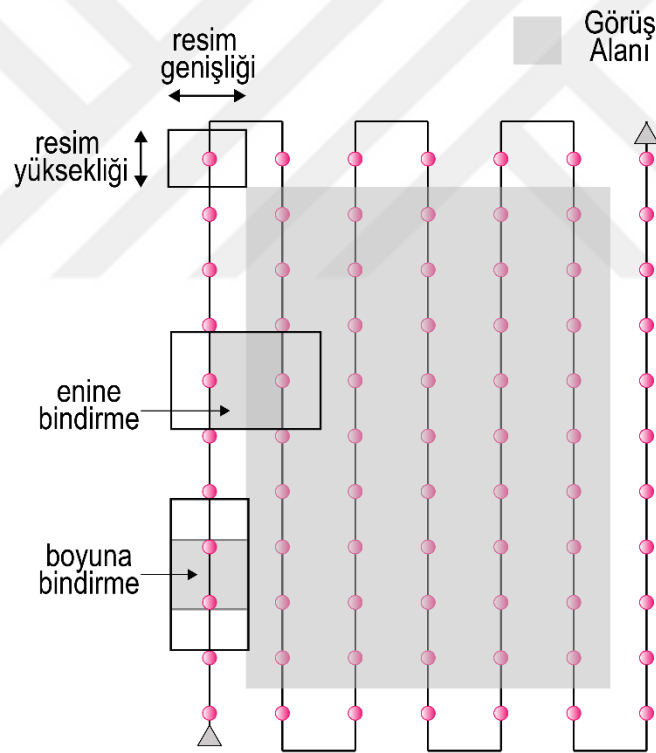 Görüş
Alanı
resim
genişliği
resim
yüksekliği
enine
bindirme
boyuna
bindirme